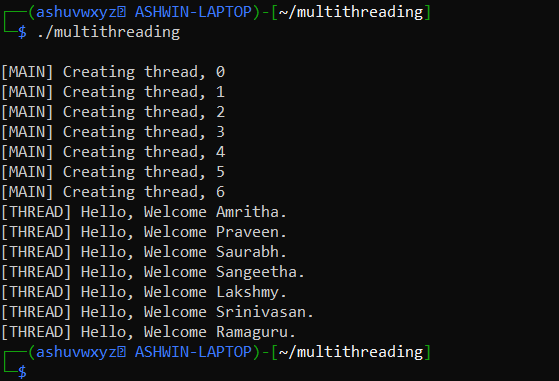 ┌──(ashuvwxyz ASHWIN-LAPTOP)-[~/multithreading]
└─$ ./multithreading
[MAIN] Creating thread, 0
[MAIN] Creating thread, 1
[MAIN] Creating thread, 2
[MAIN] Creating thread, 3
[MAIN] Creating thread, 4
[MAIN] Creating thread, 5
[MAIN] Creating thread, 6
[THREAD] Hello, Welcome Amritha.
[THREAD] Hello, Welcome Praveen.
[THREAD] Hello, Welcome Saurabh.
[THREAD] Hello, Welcome Sangeetha.
[THREAD] Hello, Welcome Lakshmy.
[THREAD] Hello, Welcome Srinivasan.
[THREAD] Hello, Welcome Ramaguru.
┌──(ashuvwxyz ASHWIN-LAPTOP)-[~/multithreading]
└─$